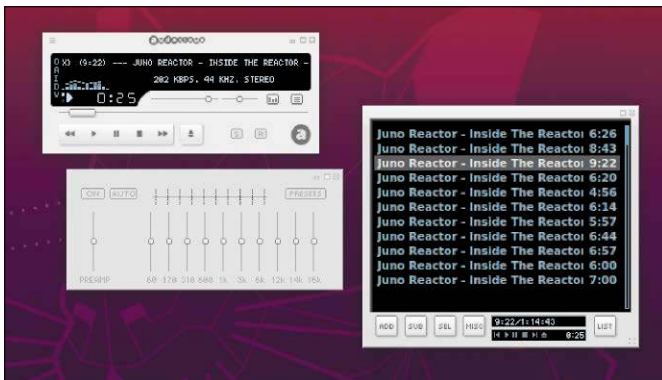 Audacious
O X) (9:22) --- JUNO REACTOR - INSIDE THE REACTOR -
A
I
D
V
202 KBPS, 44 KHZ, STEREO
0:25
S R
a
ON AUTO PRESETS
PREAMP 60 170 310 600 1K 3K 6K 12K 14K 16K
Juno Reactor - Inside The Reactor 6:26
Juno Reactor - Inside The Reactor 8:43
Juno Reactor - Inside The Reactor 9:22
Juno Reactor - Inside The Reactor 6:20
Juno Reactor - Inside The Reactor 4:56
Juno Reactor - Inside The Reactor 6:14
Juno Reactor - Inside The Reactor 5:57
Juno Reactor - Inside The Reactor 6:44
Juno Reactor - Inside The Reactor 6:57
Juno Reactor - Inside The Reactor 6:00
Juno Reactor - Inside The Reactor 7:00
ADD SUB SEL MISC 9:22/1:14:43 LIST
0:25